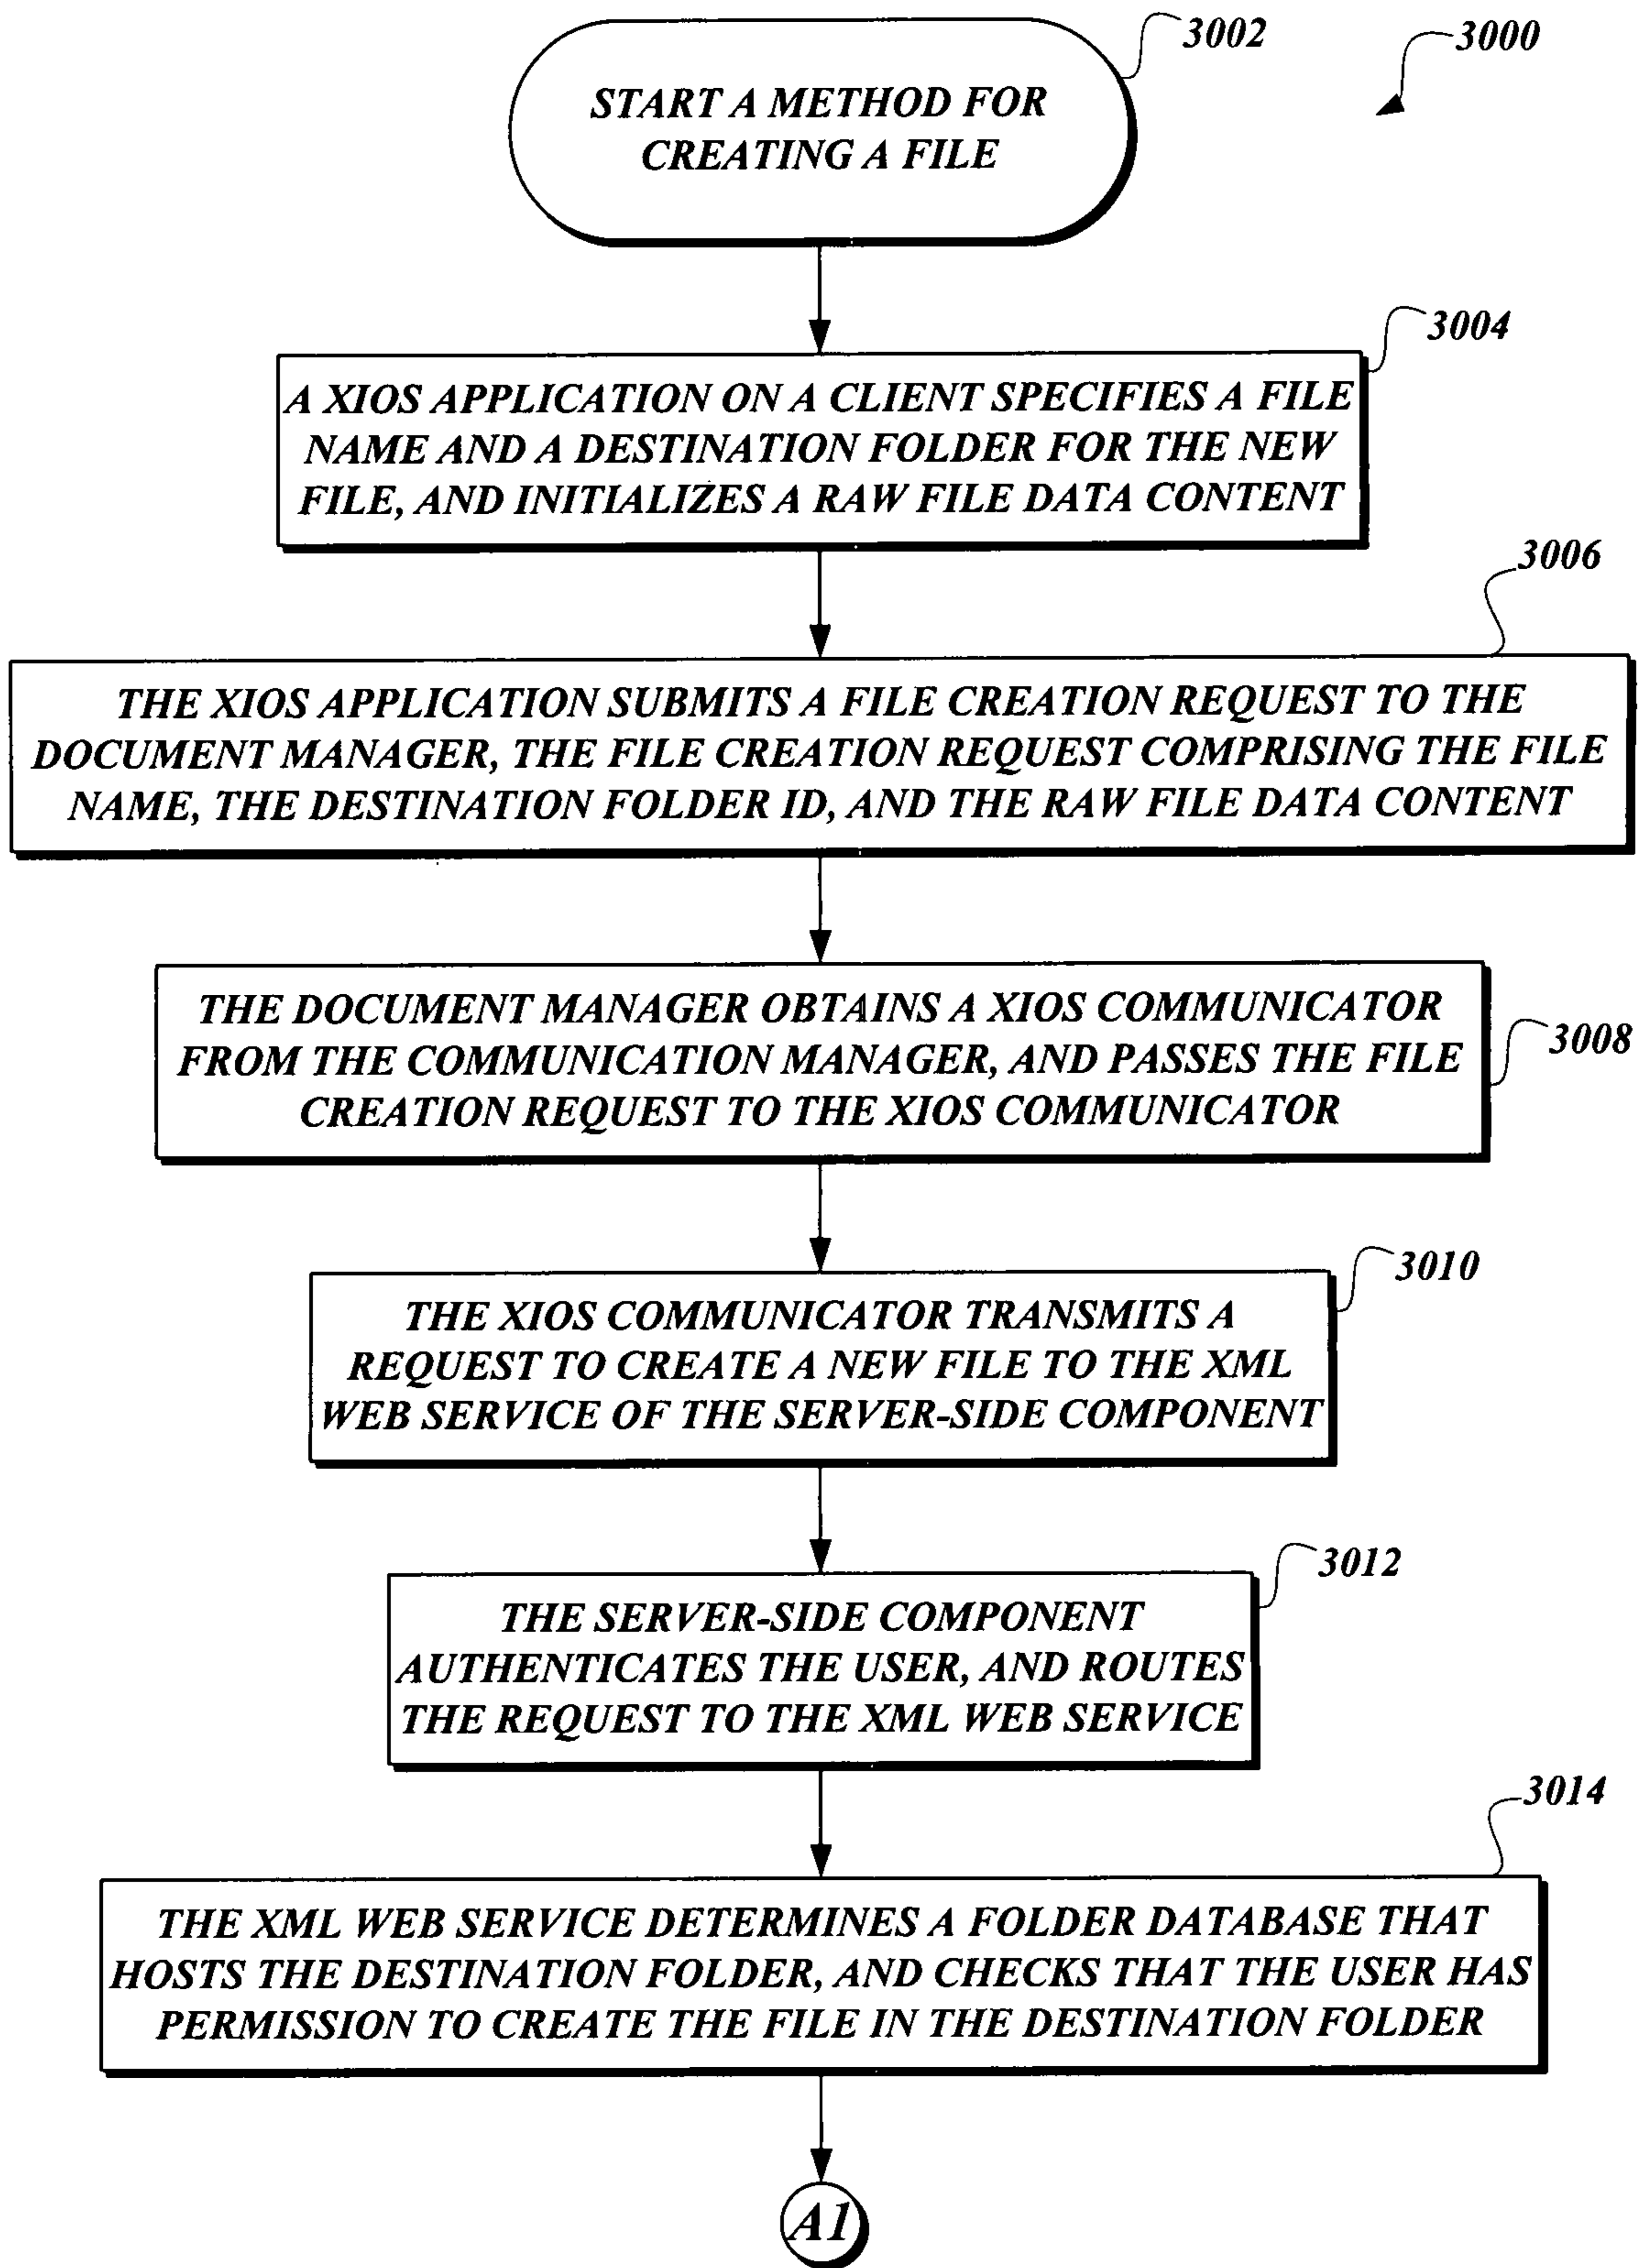 3002
3000
START A METHOD FOR
CREATING A FILE
3004
A XIOS APPLICATION ON A CLIENT SPECIFIES A FILE
NAME AND A DESTINATION FOLDER FOR THE NEW
FILE, AND INITIALIZES A RAW FILE DATA CONTENT
3006
THE XIOS APPLICATION SUBMITS A FILE CREATION REQUEST TO THE
DOCUMENT MANAGER, THE FILE CREATION REQUEST COMPRISING THE FILE
NAME, THE DESTINATION FOLDER ID, AND THE RAW FILE DATA CONTENT
3008
THE DOCUMENT MANAGER OBTAINS A XIOS COMMUNICATOR
FROM THE COMMUNICATION MANAGER, AND PASSES THE FILE
CREATION REQUEST TO THE XIOS COMMUNICATOR
3010
THE XIOS COMMUNICATOR TRANSMITS A
REQUEST TO CREATE A NEW FILE TO THE XML
WEB SERVICE OF THE SERVER-SIDE COMPONENT
3012
THE SERVER-SIDE COMPONENT
AUTHENTICATES THE USER, AND ROUTES
THE REQUEST TO THE XML WEB SERVICE
3014
THE XML WEB SERVICE DETERMINES A FOLDER DATABASE THAT
HOSTS THE DESTINATION FOLDER, AND CHECKS THAT THE USER HAS
PERMISSION TO CREATE THE FILE IN THE DESTINATION FOLDER
A1